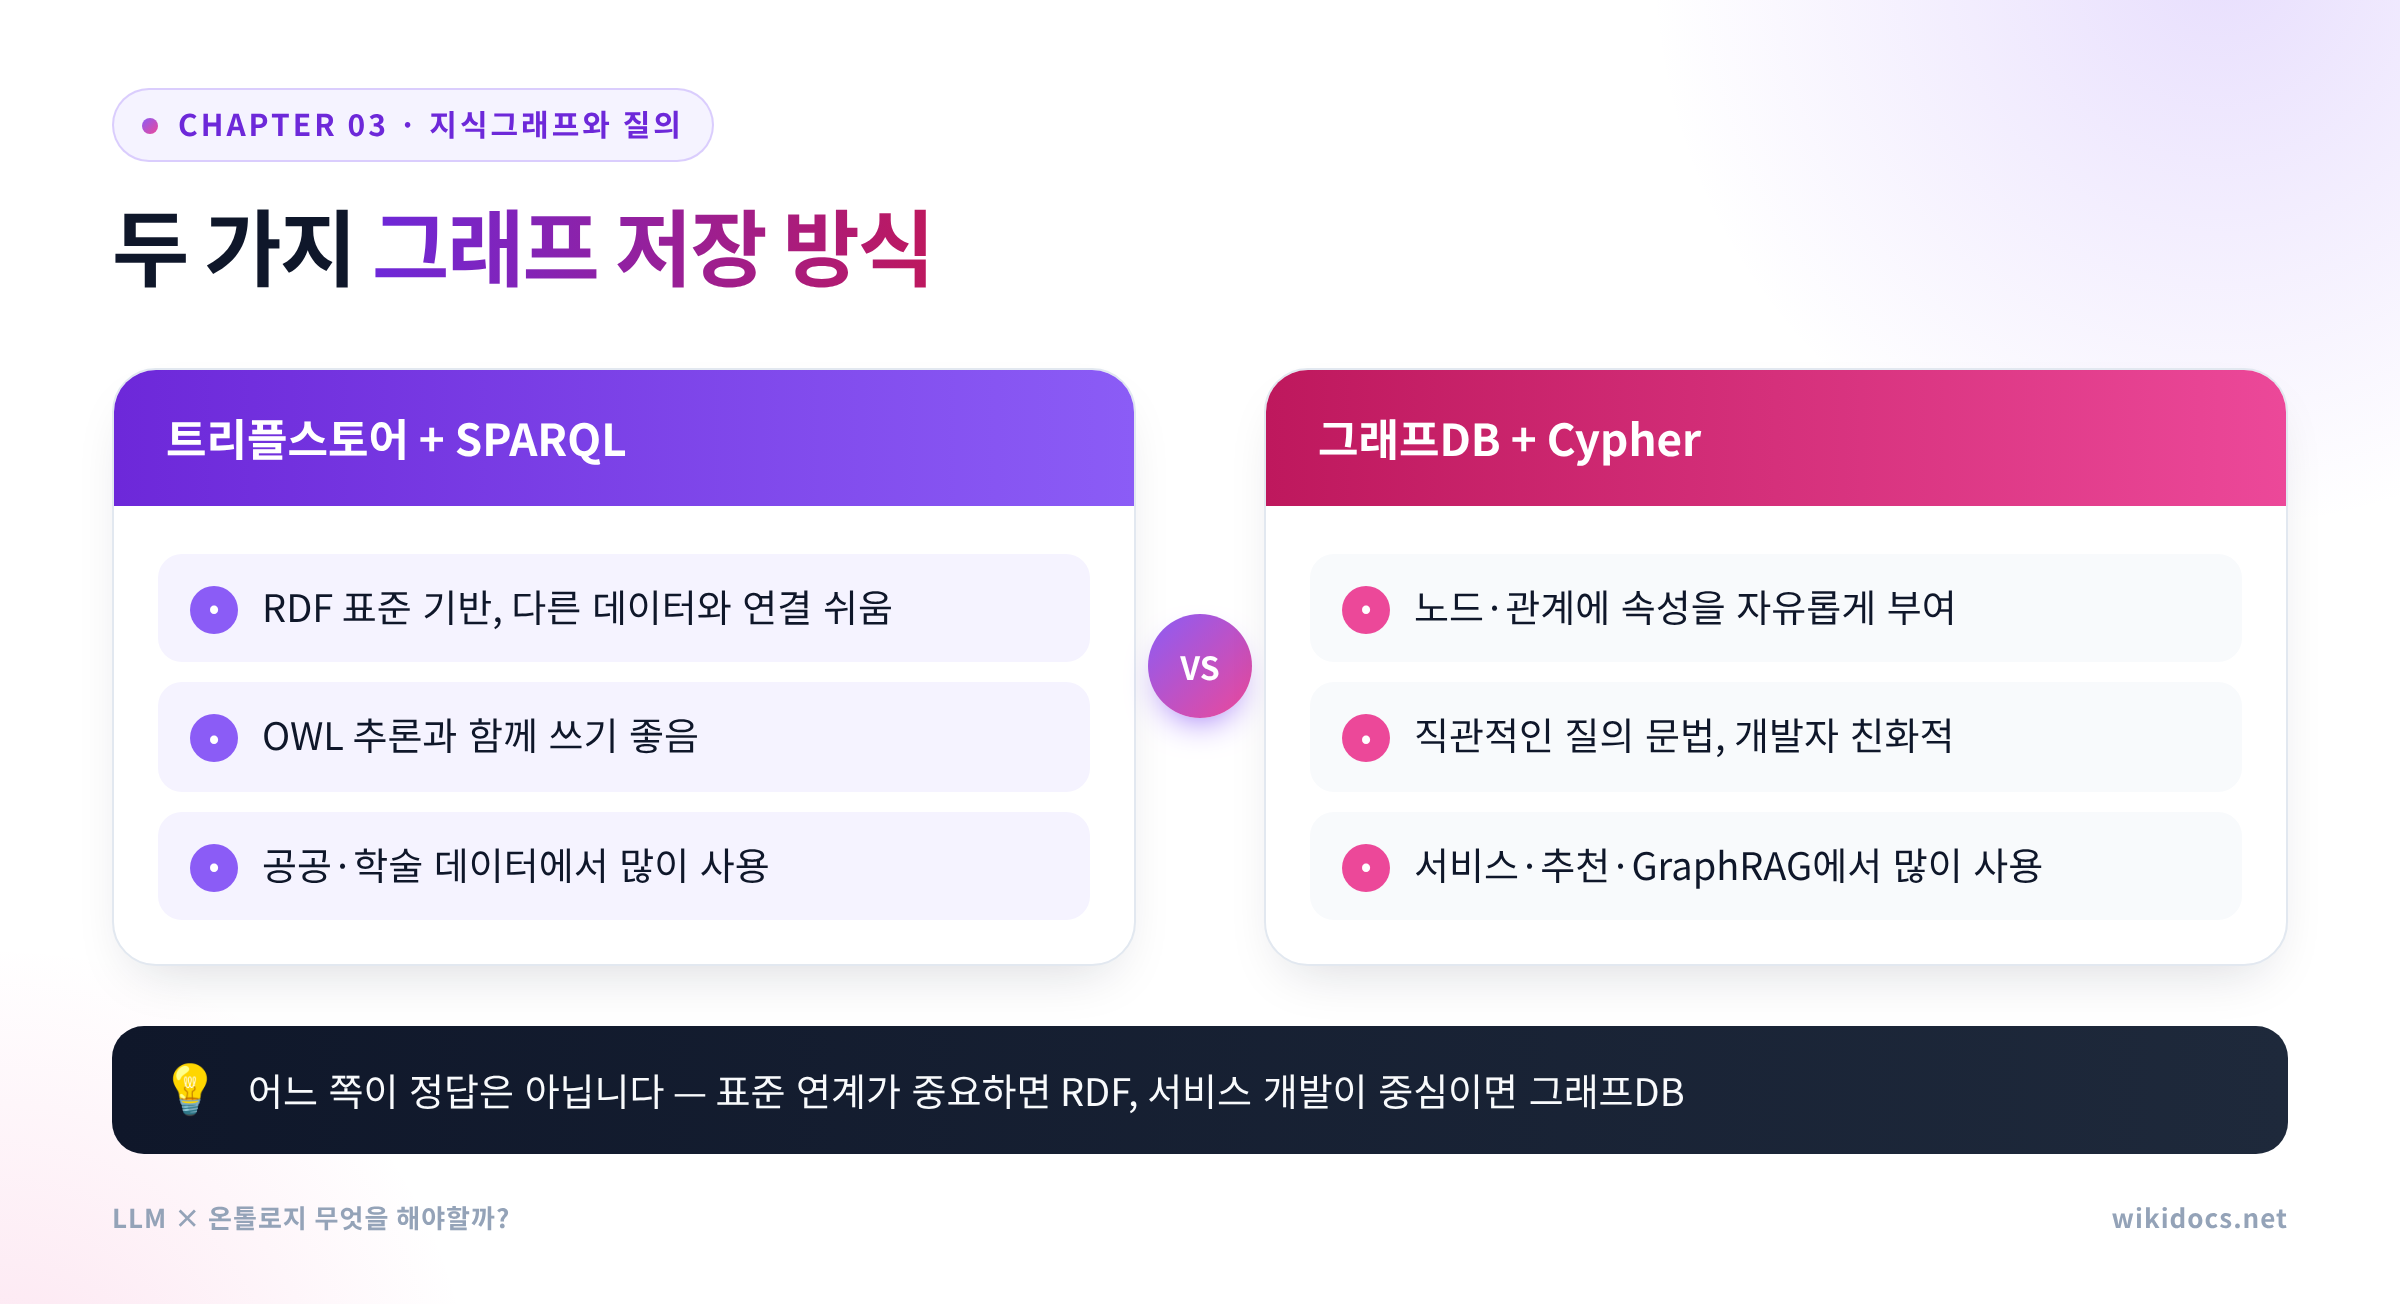 CHAPTER 03 · 지식그래프와 질의
두 가지 그래프 저장 방식
트리플스토어 + SPARQL
RDF 표준 기반, 다른 데이터와 연결 쉬움
OWL 추론과 함께 쓰기 좋음
공공·학술 데이터에서 많이 사용
VS
그래프DB + Cypher
노드·관계에 속성을 자유롭게 부여
직관적인 질의 문법, 개발자 친화적
서비스·추천·GraphRAG에서 많이 사용
어느 쪽이 정답은 아닙니다 — 표준 연계가 중요하면 RDF, 서비스 개발이 중심이면 그래프DB
LLM × 온톨로지 무엇을 해야할까?
wikidocs.net